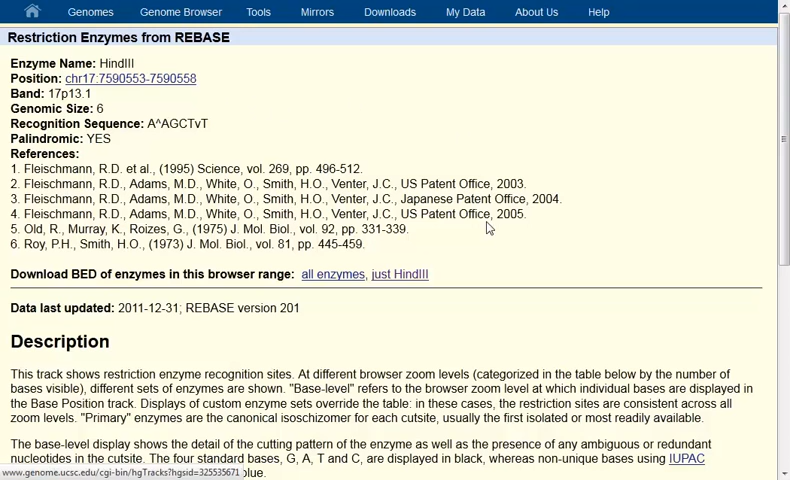 Genomes Genome Browser Tools Mirrors Downloads My Data About Us Help
Restriction Enzymes from REBASE
Enzyme Name: HindIII
Position: chr17:7590553-7590558
Band: 17p13.1
Genomic Size: 6
Recognition Sequence: A^AGCTvT
Palindromic: YES
References:
1. Fleischmann, R.D. et al., (1995) Science, vol. 269, pp. 496-512.
2. Fleischmann, R.D., Adams, M.D., White, O., Smith, H.O., Venter, J.C., US Patent Office, 2003.
3. Fleischmann, R.D., Adams, M.D., White, O., Smith, H.O., Venter, J.C., Japanese Patent Office, 2004.
4. Fleischmann, R.D., Adams, M.D., White, O., Smith, H.O., Venter, J.C., US Patent Office, 2005.
5. Old, R., Murray, K., Roizes, G., (1975) J. Mol. Biol., vol. 92, pp. 331-339.
6. Roy, P.H., Smith, H.O., (1973) J. Mol. Biol., vol. 81, pp. 445-459.
Download BED of enzymes in this browser range: all enzymes, just HindIII
Data last updated: 2011-12-31; REBASE version 201
Description
This track shows restriction enzyme recognition sites. At different browser zoom levels (categorized in the table below by the number of
bases visible), different sets of enzymes are shown. "Base-level" refers to the browser zoom level at which individual bases are displayed in
the Base Position track. Displays of custom enzyme sets override the table: in these cases, the restriction sites are consistent across all
zoom levels. "Primary" enzymes are the canonical isoschizomer for each cutsite, usually the first isolated or most readily available.
The base-level display shows the detail of the cutting pattern of the enzyme as well as the presence of any ambiguous or redundant
nucleotides in the cutsite. The four standard bases, G, A, T and C, are displayed in black, whereas non-unique bases using IUPAC
www.genome.ucsc.edu/cgi-bin/hgTracks?hgsid=325535671 blue.